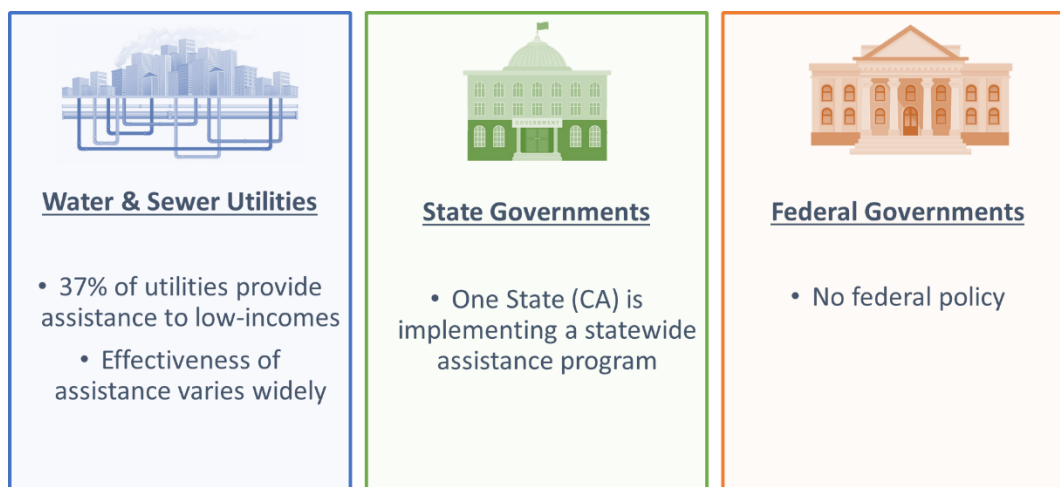 Water & Sewer Utilities
• 37% of utilities provide
assistance to low-incomes
• Effectiveness of
assistance varies widely
GOVERNMENT
State Governments
• One State (CA) is
implementing a statewide
assistance program
Federal Governments
• No federal policy